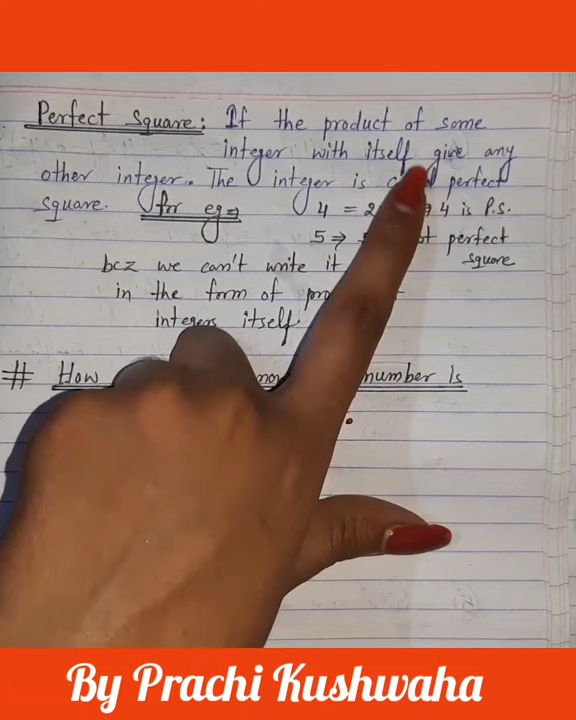 Perfect Square: If the product of some
integer with itself give any
other integer. The integer is perfect
square. for eg⇒ 4 = 2 4 is P.S.
5 ⇒ perfect
square
bcz we can't write it
in the form of
integers itself
# How number Is
By Prachi Kushwaha